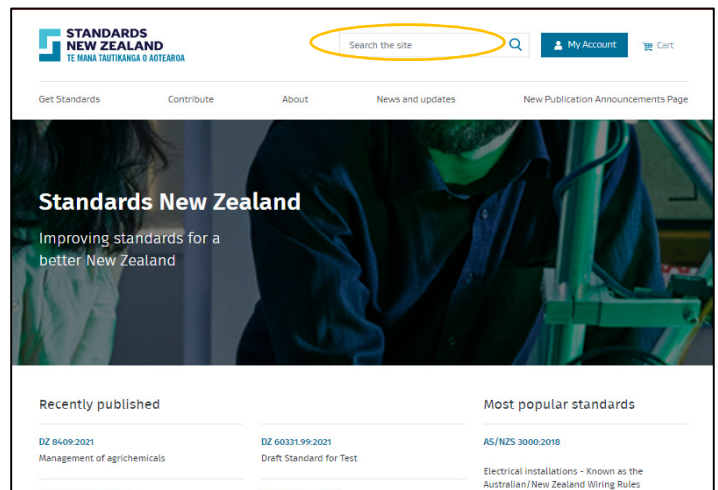 STANDARDS
NEW ZEALAND
TE MANA TAUTIKANGA O AOTEAROA
Search the site
My Account
Cart
Get Standards
Contribute
About
News and updates
New Publication Announcements Page
Standards New Zealand
Improving standards for a
better New Zealand
Recently published
Most popular standards
DZ 8409:2021
Management of agrichemicals
DZ 60331.99:2021
Draft Standard for Test
AS/NZS 3000:2018
Electrical installations - Known as the
Australian/New Zealand Wiring Rules